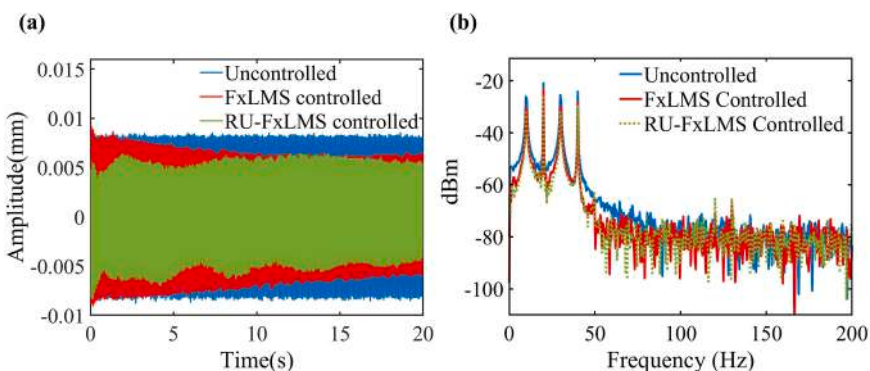 (a)
Amplitude(mm)
0.015
0.01
0.005
0
-0.005
-0.01
Uncontrolled
FxLMS controlled
RU-FxLMS controlled
0
5
10
15
20
Time(s)
(b)
dBm
-20
-40
-60
-80
-100
Uncontrolled
FxLMS Controlled
RU-FxLMS Controlled
0
50
100
150
200
Frequency (Hz)